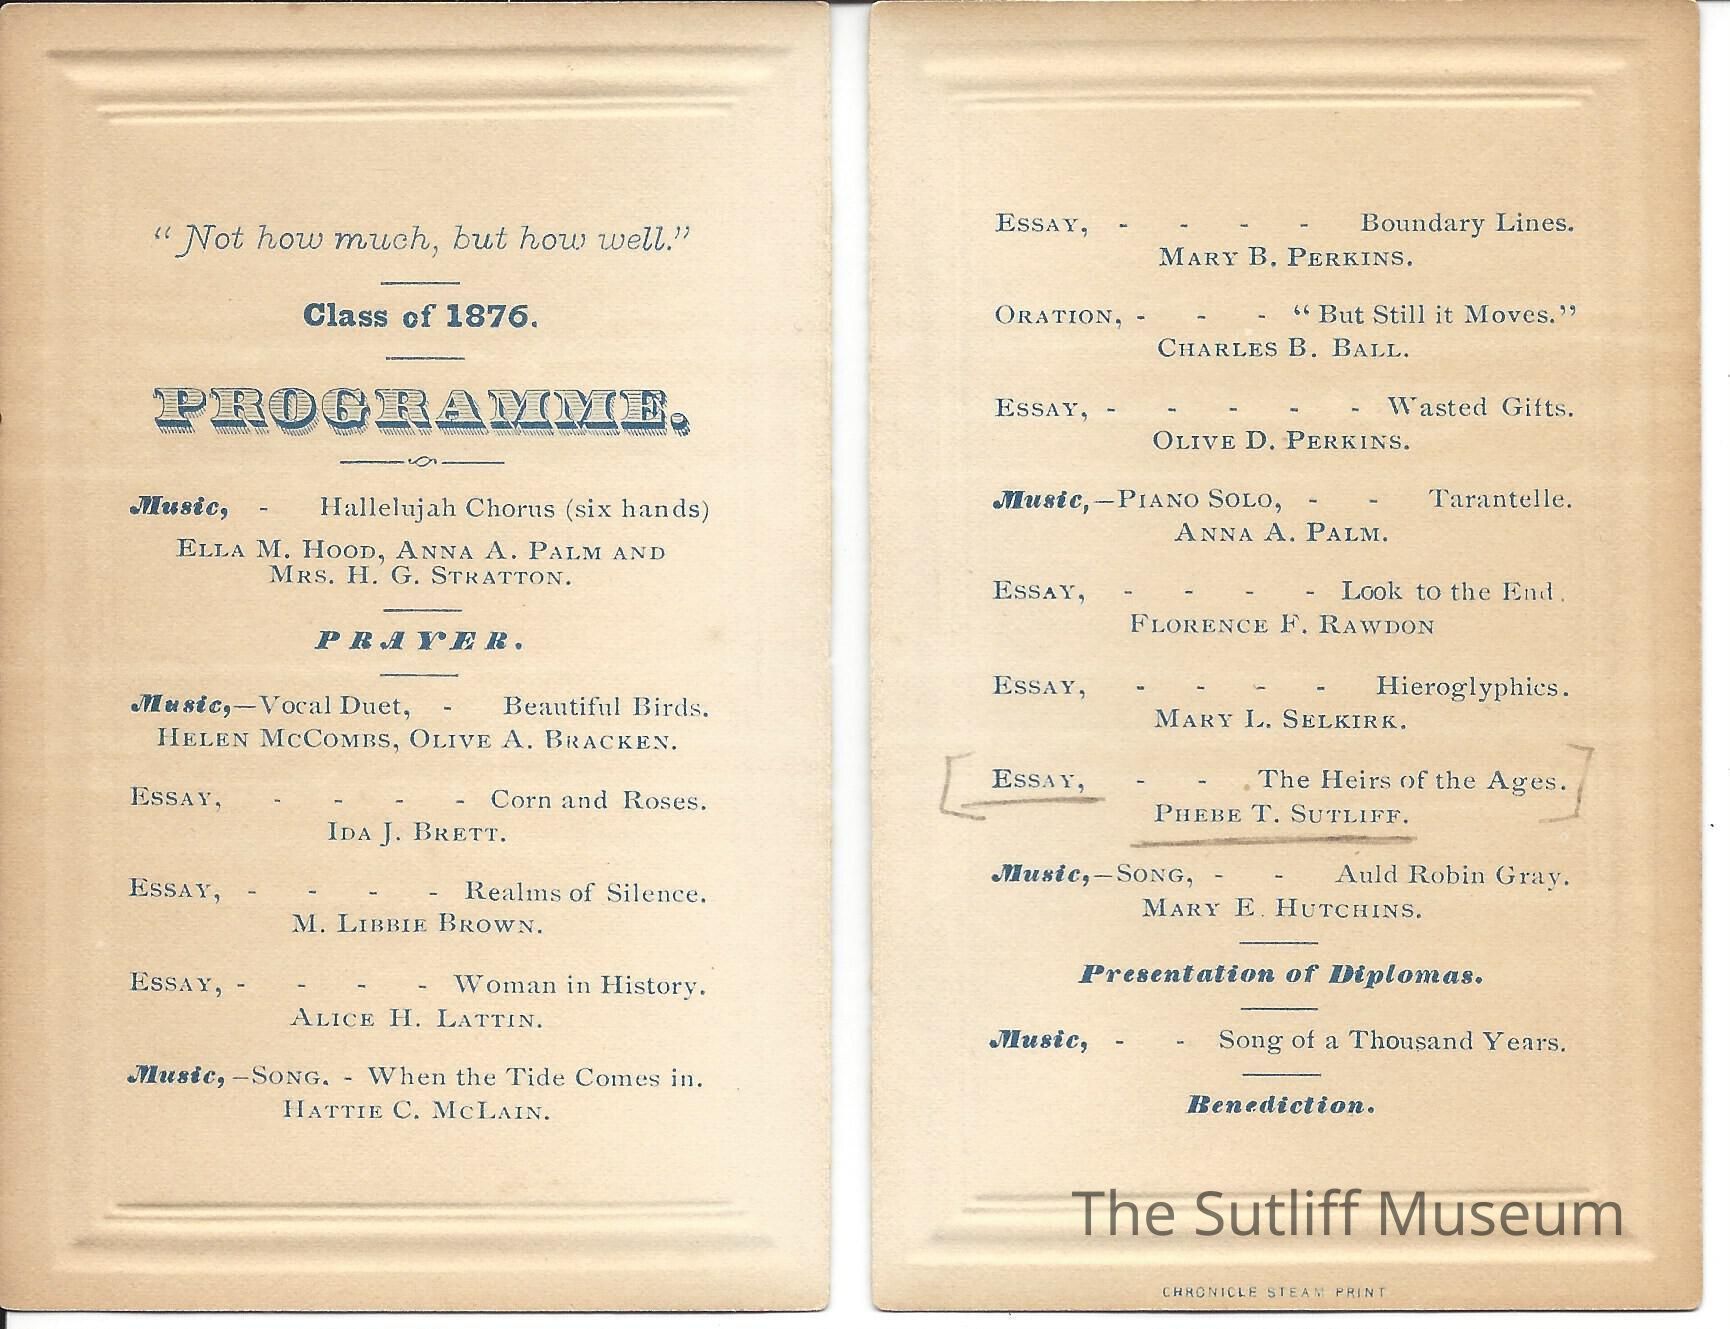 "Not how much, but how well."
Class of 1876.
PROGRAMME.
Music, - Hallelujah Chorus (six hands)
ELLA M. HOOD, ANNA A. PALM AND
MRS. H. G. STRATTON.
PRAYER.
Music,—Vocal Duet, - Beautiful Birds.
HELEN MCCOMBS, OLIVE A. BRACKEN.
ESSAY, - - - - Corn and Roses.
IDA J. BRETT.
ESSAY, - - - - Realms of Silence.
M. LIBBIE BROWN.
ESSAY, - - - - Woman in History.
ALICE H. LATTIN.
Music,—SONG. - When the Tide Comes in.
HATTIE C. MCLAIN.
ESSAY, - - - - Boundary Lines.
MARY B. PERKINS.
ORATION, - - - "But Still it Moves."
CHARLES B. BALL.
ESSAY, - - - - - Wasted Gifts.
OLIVE D. PERKINS.
Music,—PIANO SOLO, - - Tarantelle.
ANNA A. PALM.
ESSAY, - - - - Look to the End.
FLORENCE F. RAWDON
ESSAY, - - - - Hieroglyphics.
MARY L. SELKIRK.
[ESSAY, - - The Heirs of the Ages.]
PHEBE T. SUTLIFF.
Music,—SONG, - - Auld Robin Gray.
MARY E. HUTCHINS.
Presentation of Diplomas.
Music, - - Song of a Thousand Years.
Benediction.
The Sutliff Museum
CHRONICLE STEAM PRINT